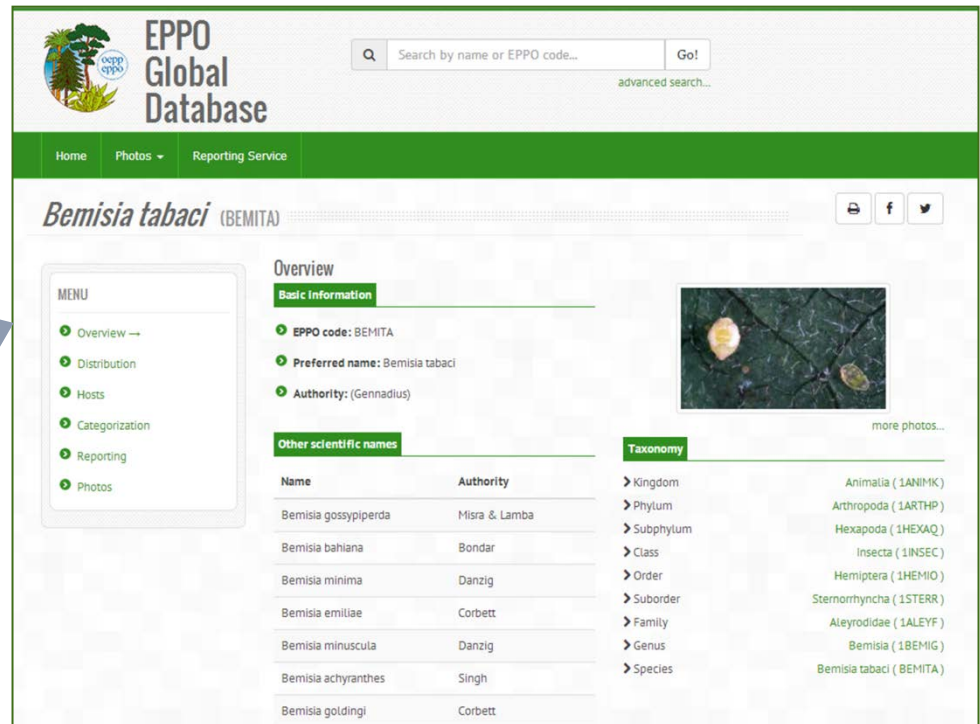 EPPO
Global
Database
oepp
eppo
Search by name or EPPO code...
Go!
advanced search...
Home
Photos
Reporting Service
Bemisia tabaci (BEMITA)
MENU
Overview →
Distribution
Hosts
Categorization
Reporting
Photos
Overview
Basic information
EPPO code: BEMITA
Preferred name: Bemisia tabaci
Authority: (Gennadius)
Other scientific names
Name Authority
Bemisia gossypiperda Misra & Lamba
Bemisia bahiana Bondar
Bemisia minima Danzig
Bemisia emiliae Corbett
Bemisia minuscula Danzig
Bemisia achyranthes Singh
Bemisia goldingi Corbett
more photos...
Taxonomy
Kingdom Animalia ( 1ANIMK )
Phylum Arthropoda ( 1ARTHP )
Subphylum Hexapoda ( 1HEXAQ )
Class Insecta ( 1INSEC )
Order Hemiptera ( 1HEMIO )
Suborder Sternorrhyncha ( 1STERR )
Family Aleyrodidae ( 1ALEYF )
Genus Bemisia ( 1BEMIG )
Species Bemisia tabaci ( BEMITA )